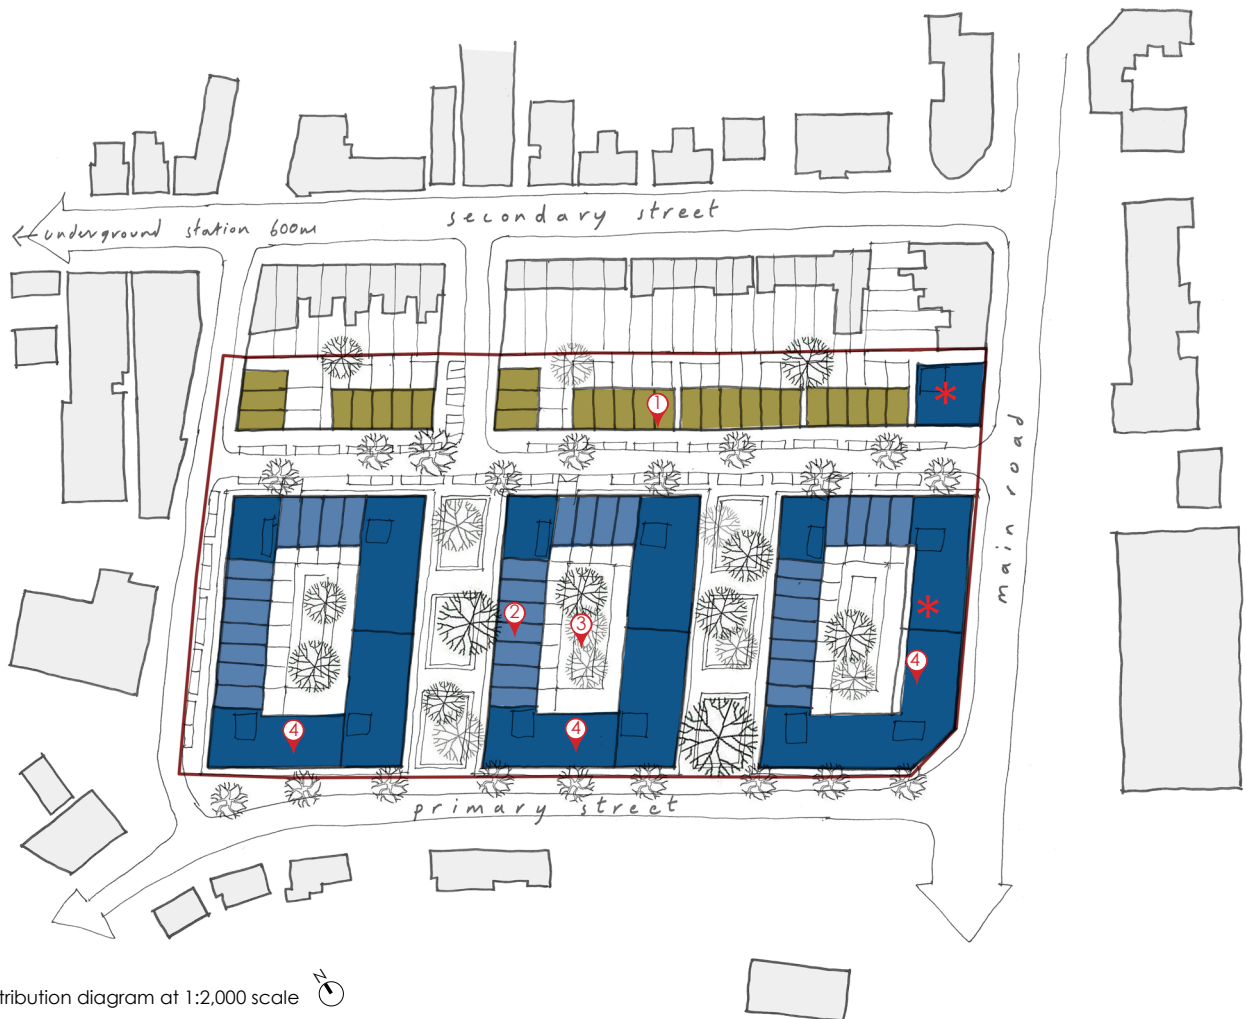 secondary street
← underground station 600m
1
*
main road
2
3
*
4
4
4
primary street
N
tribution diagram at 1:2,000 scale